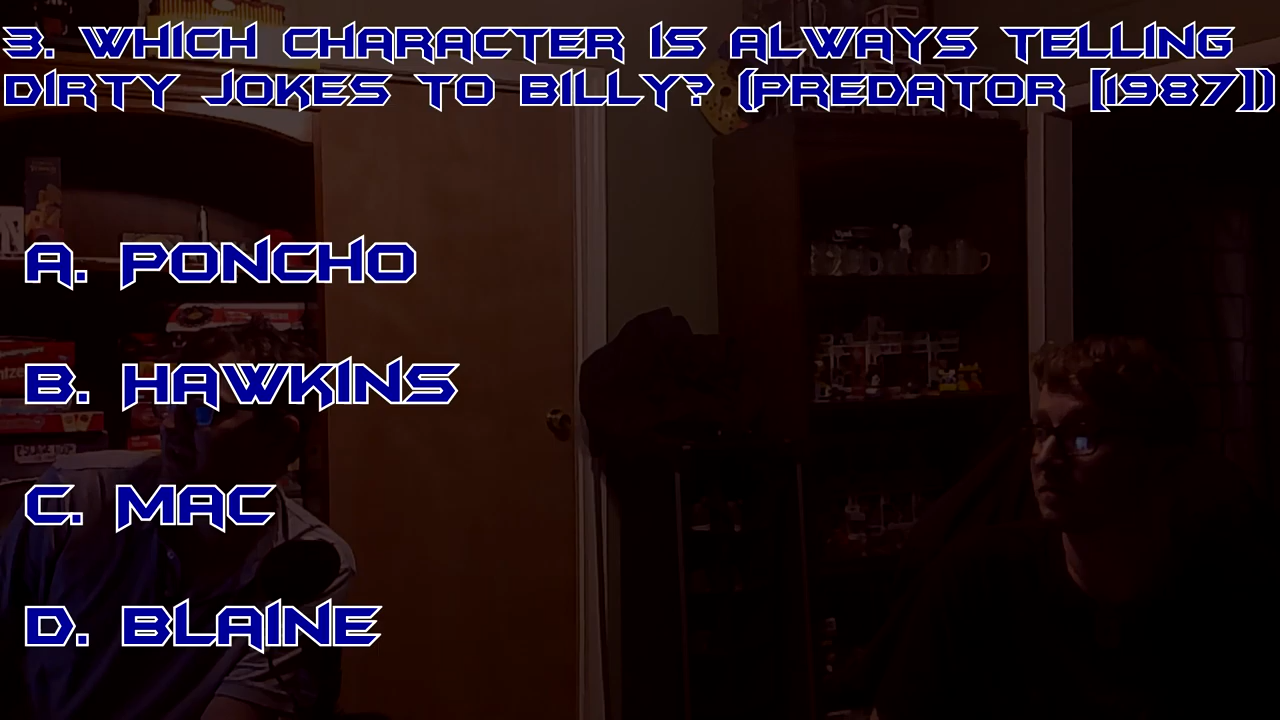 3. WHICH CHARACTER IS ALWAYS TELLING
DIRTY JOKES TO BILLY? (PREDATOR [1987])
A. PONCHO
B. HAWKINS
C. MAC
D. BLAINE